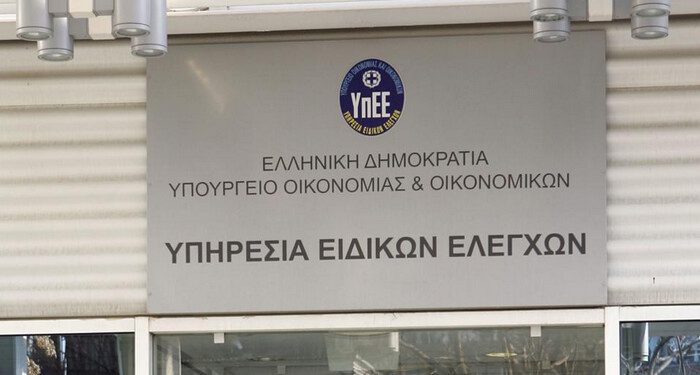 ΥΠΟΥΡΓΕΙΟ ΟΙΚΟΝΟΜΙΑΣ ΚΑΙ ΟΙΚΟΝΟΜΙΚΩΝ
ΥπΕΕ
ΥΠΗΡΕΣΙΑ ΕΙΔΙΚΩΝ ΕΛΕΓΧΩΝ
ΕΛΛΗΝΙΚΗ ΔΗΜΟΚΡΑΤΙΑ
ΥΠΟΥΡΓΕΙΟ ΟΙΚΟΝΟΜΙΑΣ & ΟΙΚΟΝΟΜΙΚΩΝ
ΥΠΗΡΕΣΙΑ ΕΙΔΙΚΩΝ ΕΛΕΓΧΩΝ